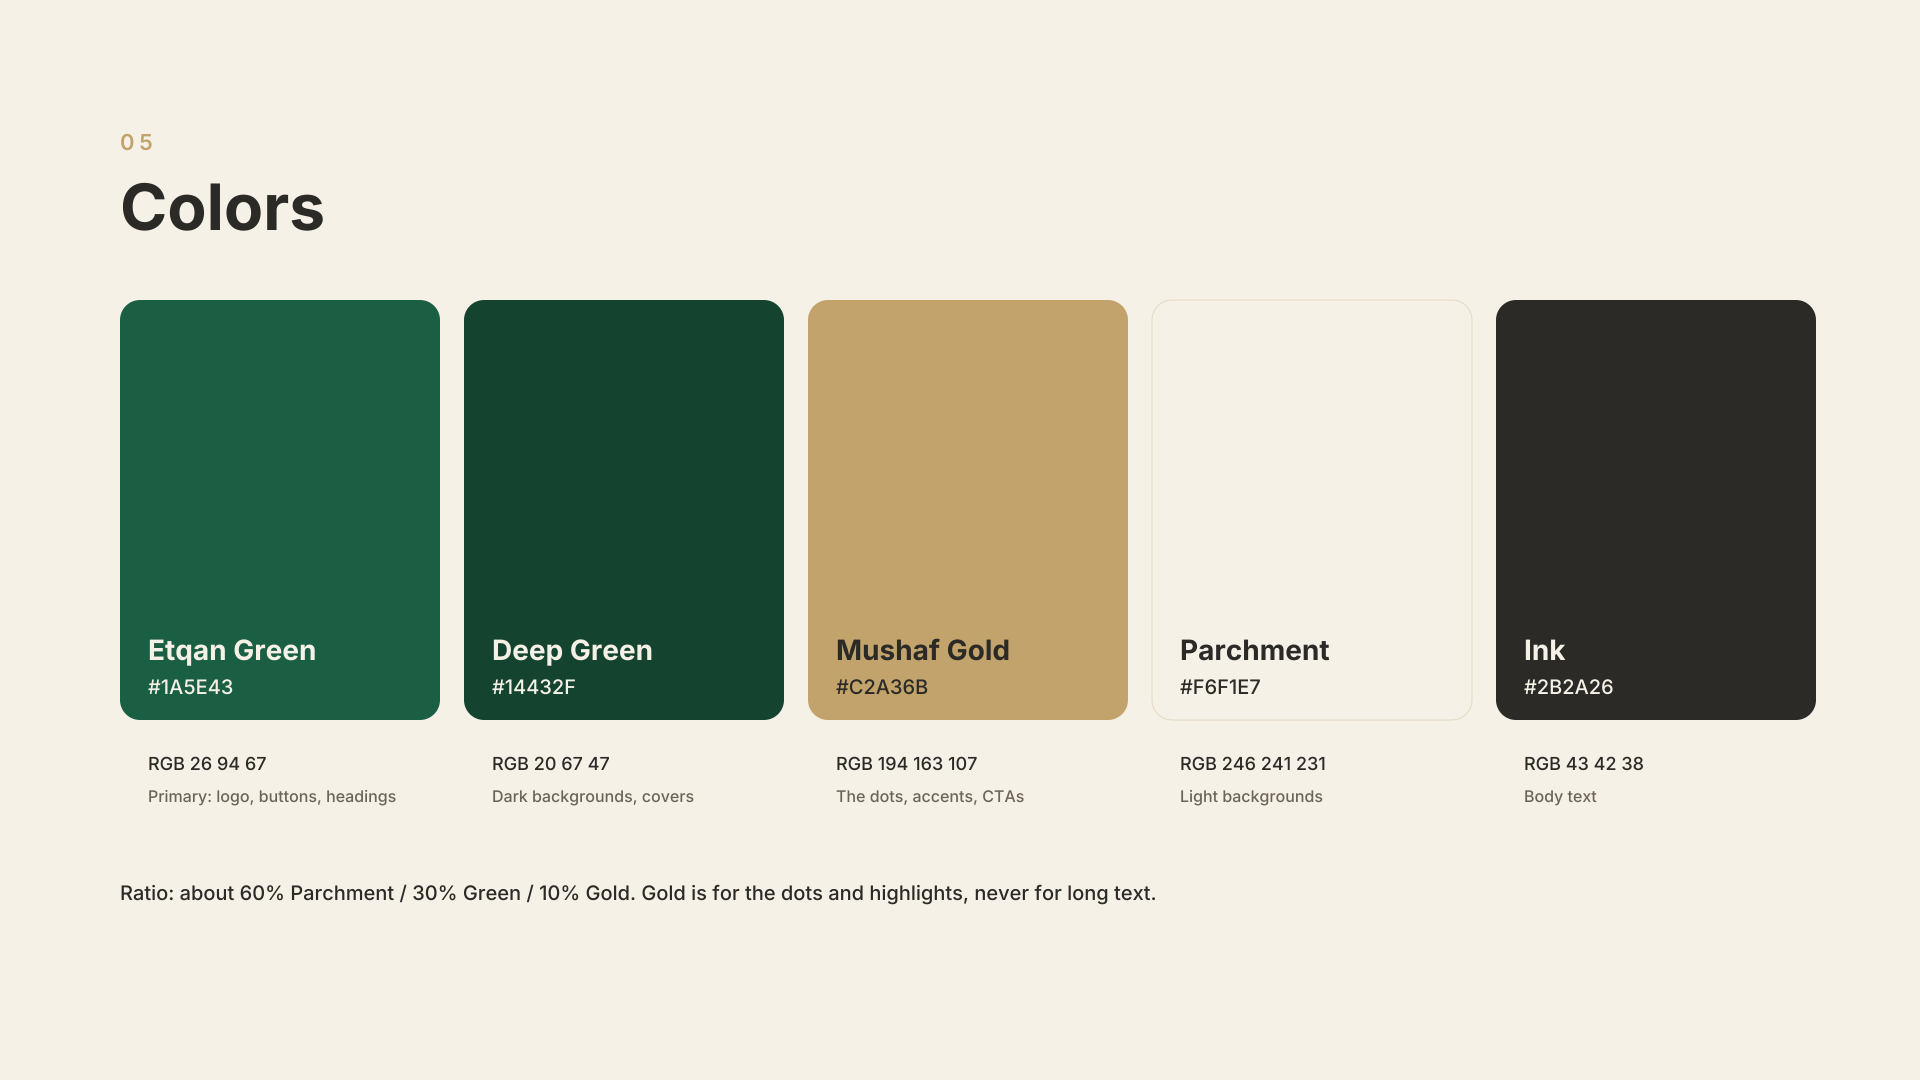 05
Colors
Etqan Green
#1A5E43
RGB 26 94 67
Primary: logo, buttons, headings
Deep Green
#14432F
RGB 20 67 47
Dark backgrounds, covers
Mushaf Gold
#C2A36B
RGB 194 163 107
The dots, accents, CTAs
Parchment
#F6F1E7
RGB 246 241 231
Light backgrounds
Ink
#2B2A26
RGB 43 42 38
Body text
Ratio: about 60% Parchment / 30% Green / 10% Gold. Gold is for the dots and highlights, never for long text.